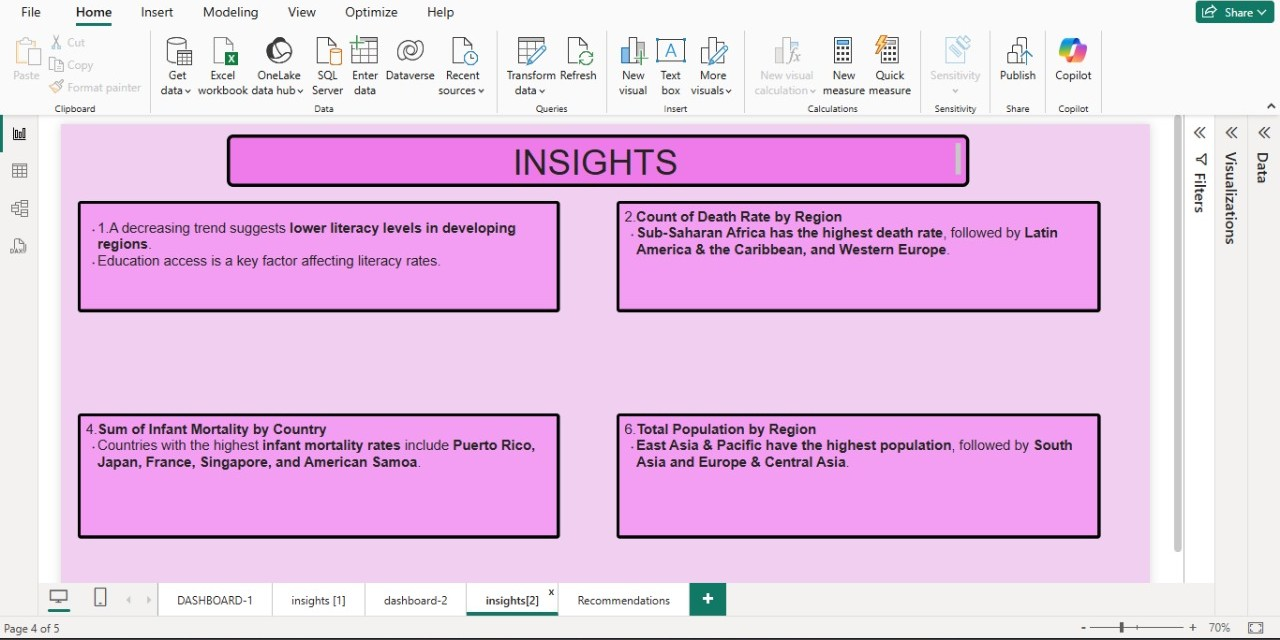 File Home Insert Modeling View Optimize Help Share
Paste Cut
Copy
Format painter
Clipboard
Get data
Excel workbook
OneLake data hub
SQL Server
Enter data
Dataverse
Recent sources
Data
Transform data
Refresh
Queries
New visual
Text box
More visuals
Insert
New visual calculation
New measure
Quick measure
Calculations
Sensitivity
Sensitivity
Publish
Share
Copilot
Copilot
INSIGHTS
· 1.A decreasing trend suggests lower literacy levels in developing
regions.
· Education access is a key factor affecting literacy rates.
2. Count of Death Rate by Region
· Sub-Saharan Africa has the highest death rate, followed by Latin
America & the Caribbean, and Western Europe.
4. Sum of Infant Mortality by Country
· Countries with the highest infant mortality rates include Puerto Rico,
Japan, France, Singapore, and American Samoa.
6. Total Population by Region
· East Asia & Pacific have the highest population, followed by South
Asia and Europe & Central Asia.
Filters
Visualizations
Data
DAX
DASHBOARD-1 insights [1] dashboard-2 insights[2] x Recommendations +
Page 4 of 5 - + 70%